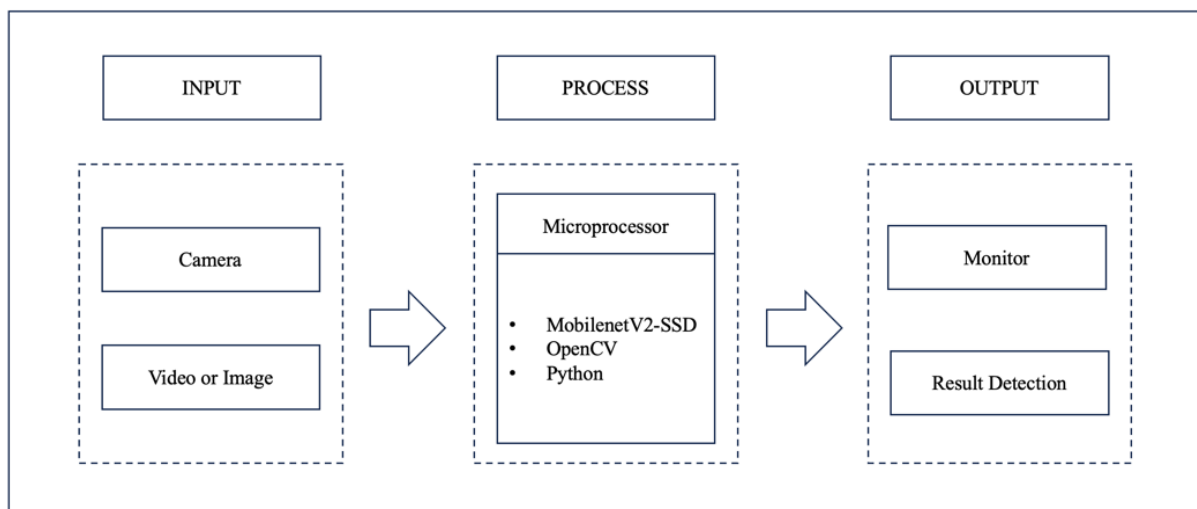 INPUT
PROCESS
OUTPUT
Camera
Video or Image
Microprocessor
• MobilenetV2-SSD
• OpenCV
• Python
Monitor
Result Detection